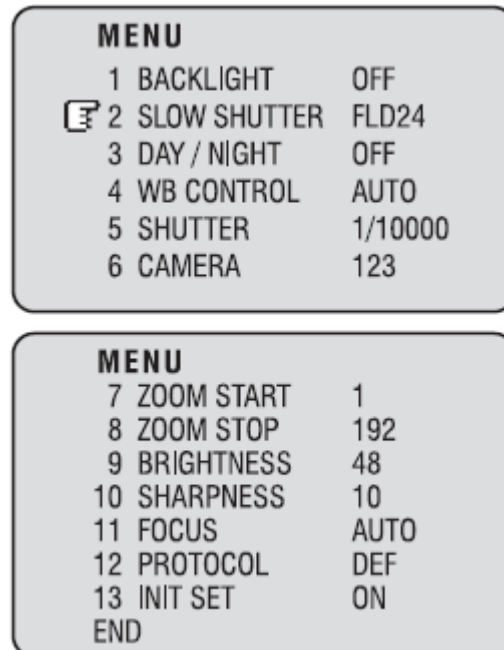 MENU
1 BACKLIGHT OFF
2 SLOW SHUTTER FLD24
3 DAY / NIGHT OFF
4 WB CONTROL AUTO
5 SHUTTER 1/10000
6 CAMERA 123
MENU
7 ZOOM START 1
8 ZOOM STOP 192
9 BRIGHTNESS 48
10 SHARPNESS 10
11 FOCUS AUTO
12 PROTOCOL DEF
13 INIT SET ON
END